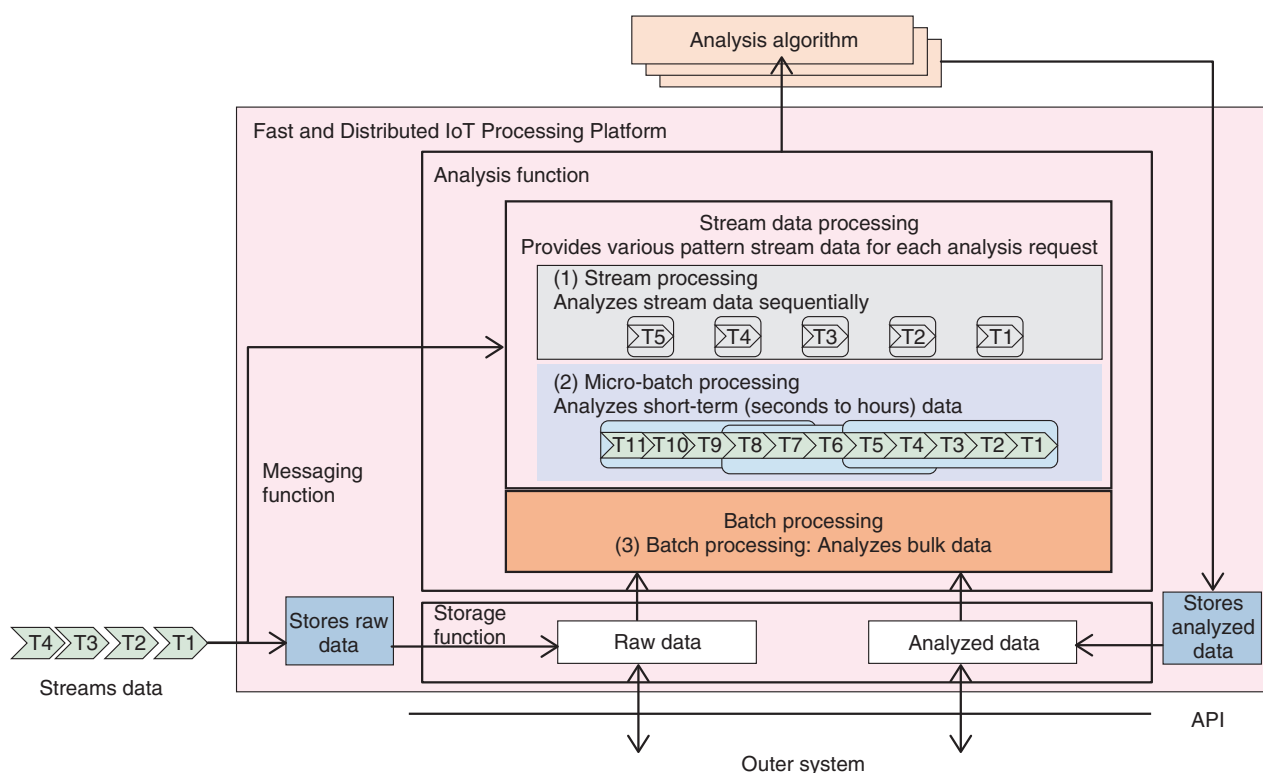 Analysis algorithm
Fast and Distributed IoT Processing Platform
Analysis function
Stream data processing
Provides various pattern stream data for each analysis request
(1) Stream processing
Analyzes stream data sequentially
T5 T4 T3 T2 T1
(2) Micro-batch processing
Analyzes short-term (seconds to hours) data
T11 T10 T9 T8 T7 T6 T5 T4 T3 T2 T1
Messaging
function
Batch processing
(3) Batch processing: Analyzes bulk data
T4 T3 T2 T1
Streams data
Stores raw
data
Storage
function
Raw data
Analyzed data
Stores
analyzed
data
API
Outer system